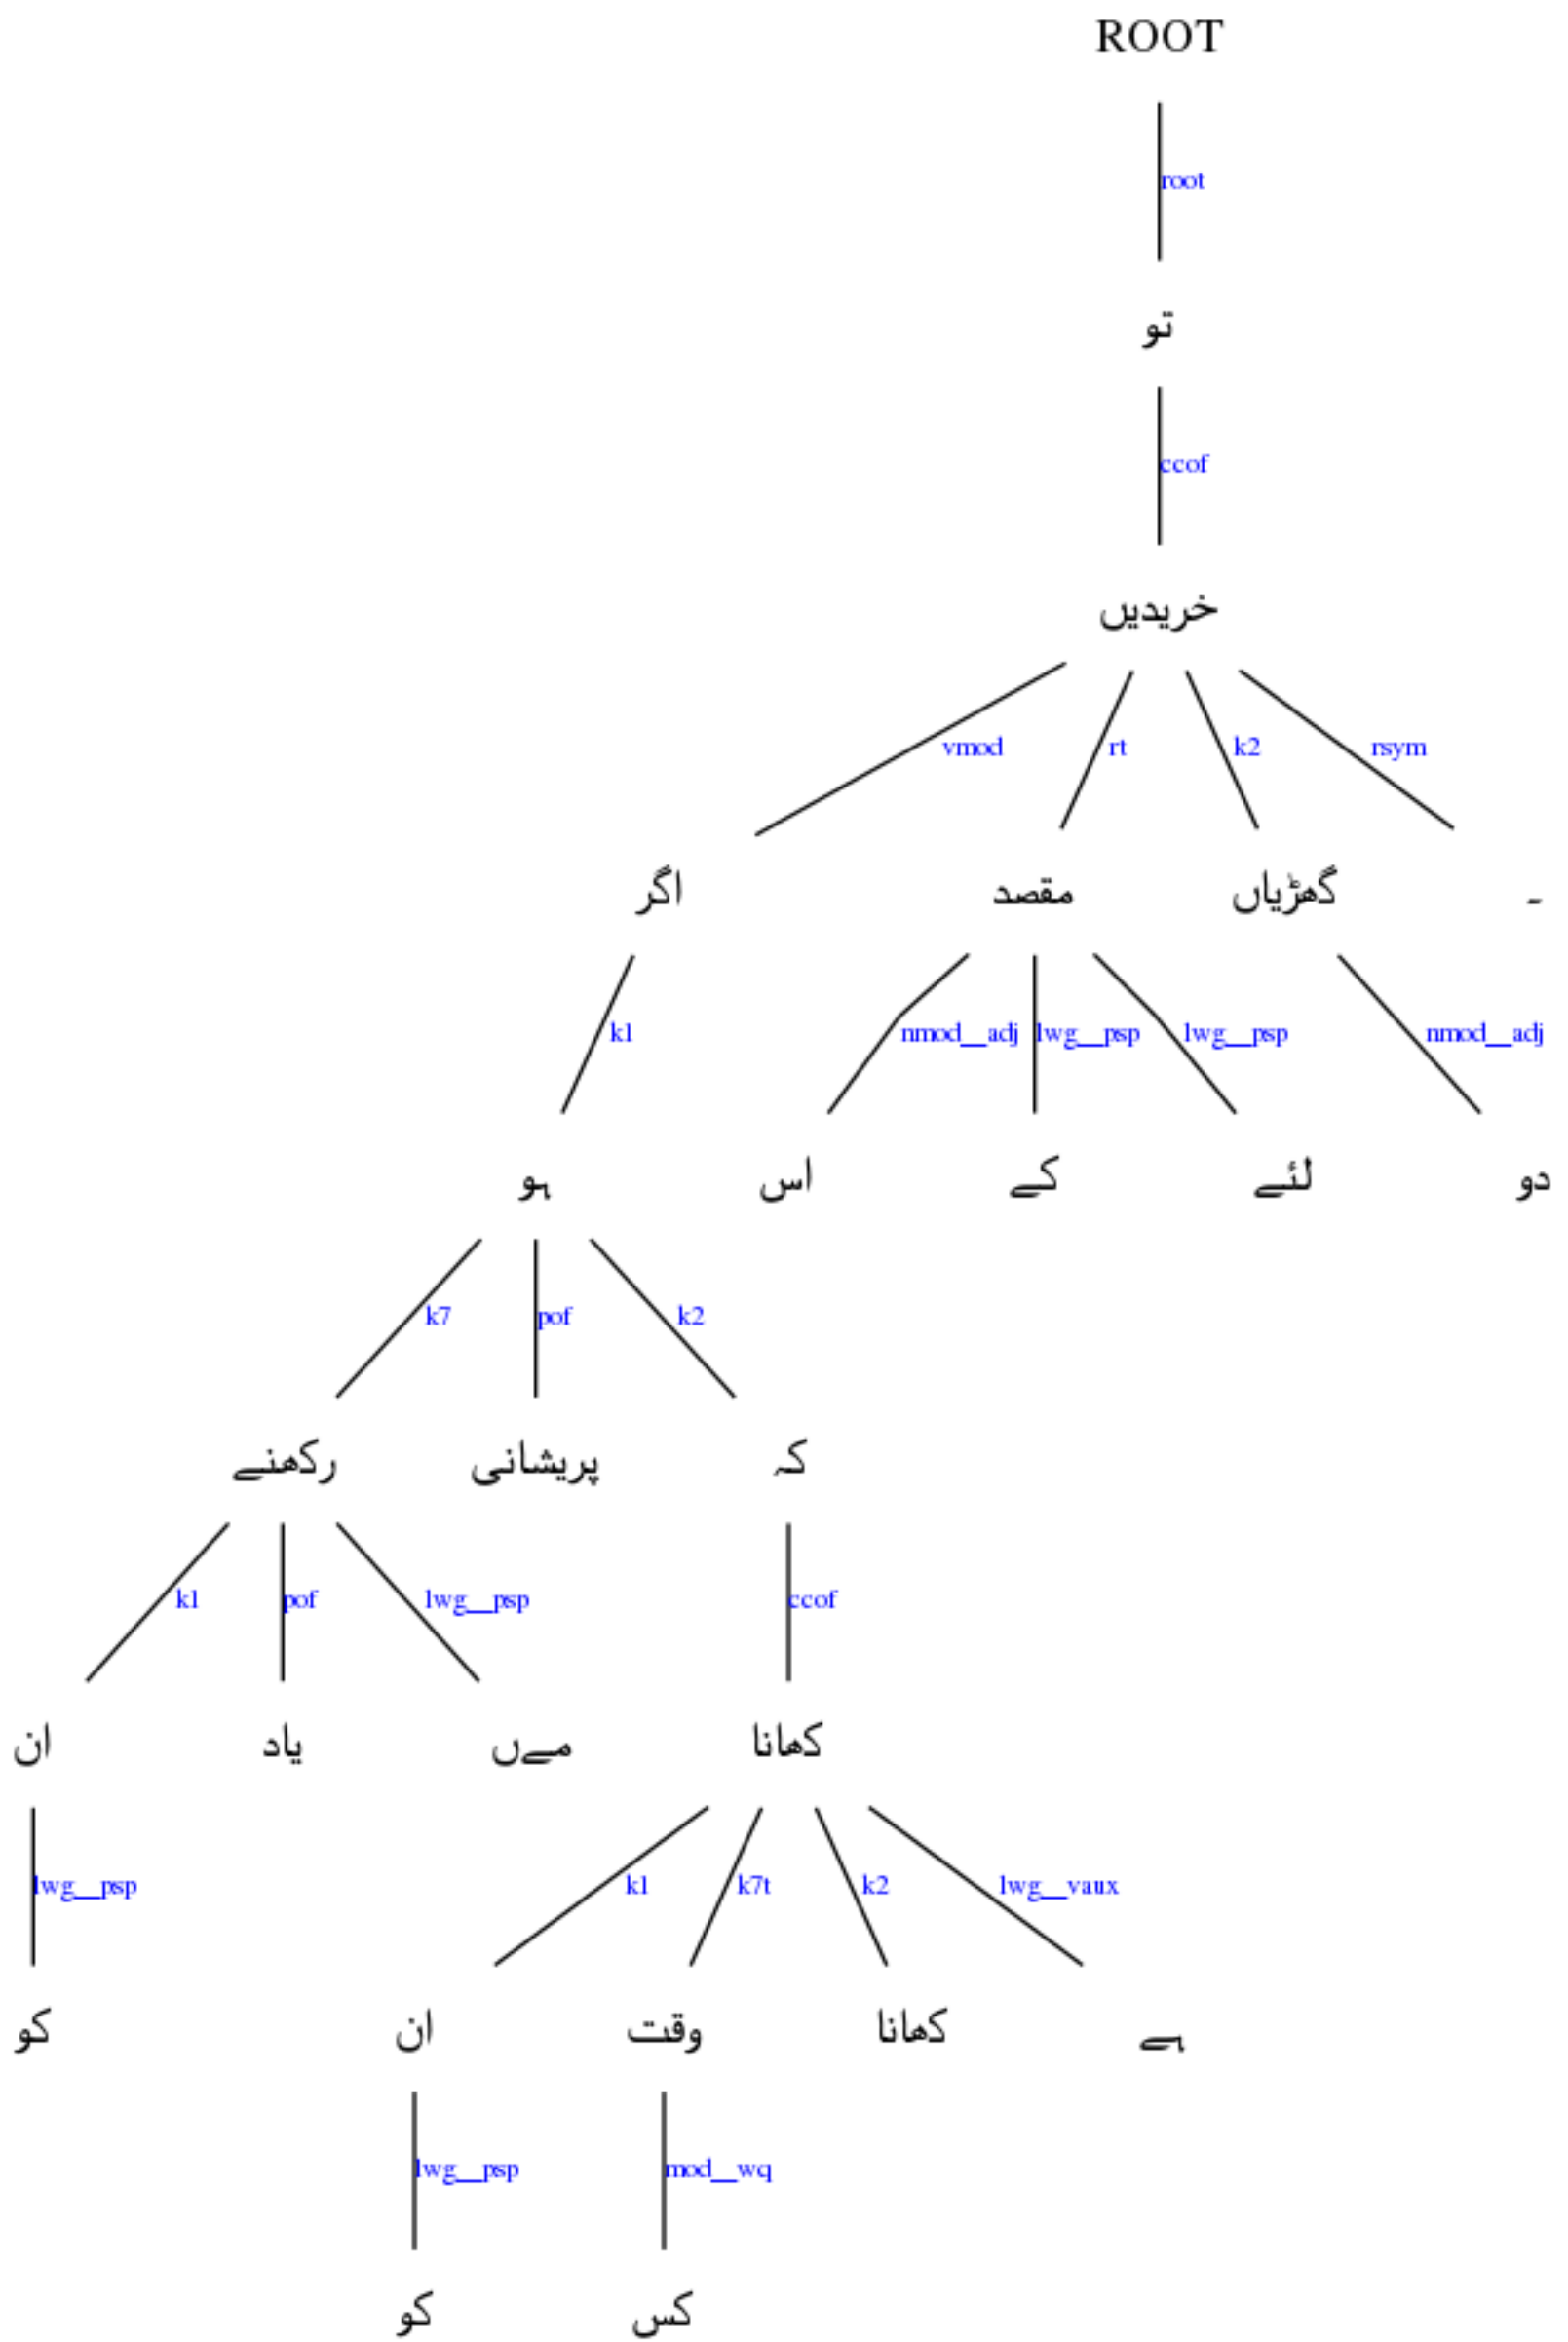 ROOT
root
تو
ccof
خریدیں
vmod rt k2 rsym
اگر مقصد گھڑیاں ۔
k1 nmod__adj lwg__psp lwg__psp nmod__adj
ہو اس کے لئے دو
k7 pof k2
رکھنے پریشانی کہ
k1 pof lwg__psp ccof
ان یاد مےں کھانا
lwg__psp k1 k7t k2 lwg__vaux
کو ان وقت کھانا ہے
lwg__psp mod__wq
کو کس